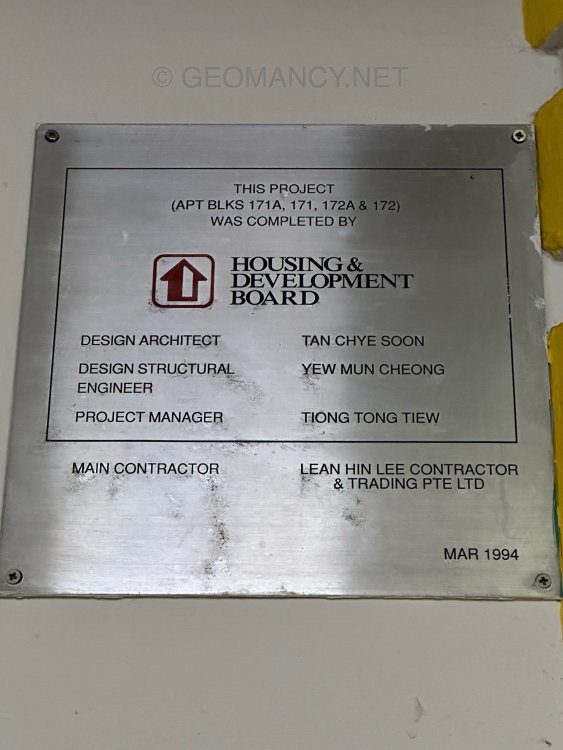 © GEOMANCY.NET
THIS PROJECT
(APT BLKS 171A, 171, 172A & 172)
WAS COMPLETED BY
HOUSING &
DEVELOPMENT
BOARD
DESIGN ARCHITECT TAN CHYE SOON
DESIGN STRUCTURAL YEW MUN CHEONG
ENGINEER
PROJECT MANAGER TIONG TONG TIEW
MAIN CONTRACTOR LEAN HIN LEE CONTRACTOR
& TRADING PTE LTD
MAR 1994